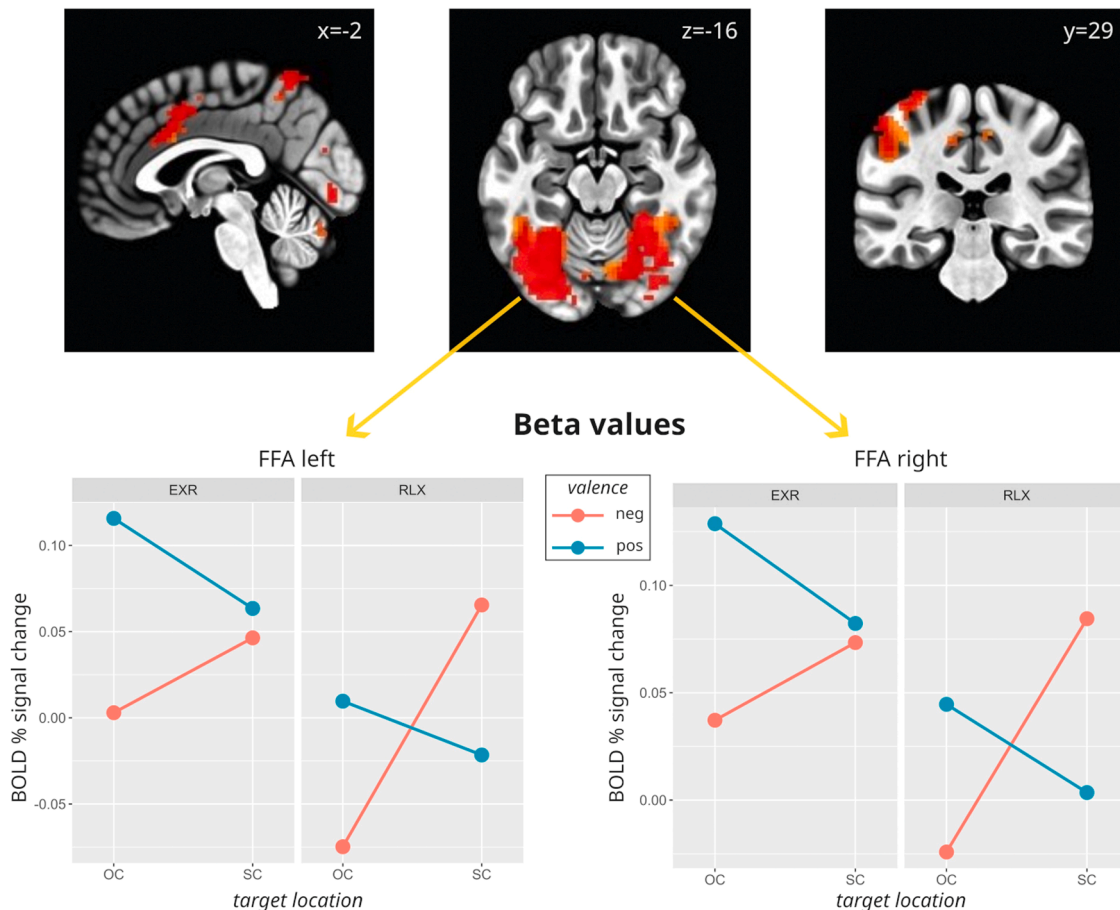 x=-2
z=-16
y=29
Beta values
FFA left
FFA right
EXR
RLX
valence
neg
pos
EXR
RLX
BOLD % signal change
0.10
0.05
0.00
-0.05
OC
SC
OC
SC
target location
BOLD % signal change
0.10
0.05
0.00
OC
SC
OC
SC
target location